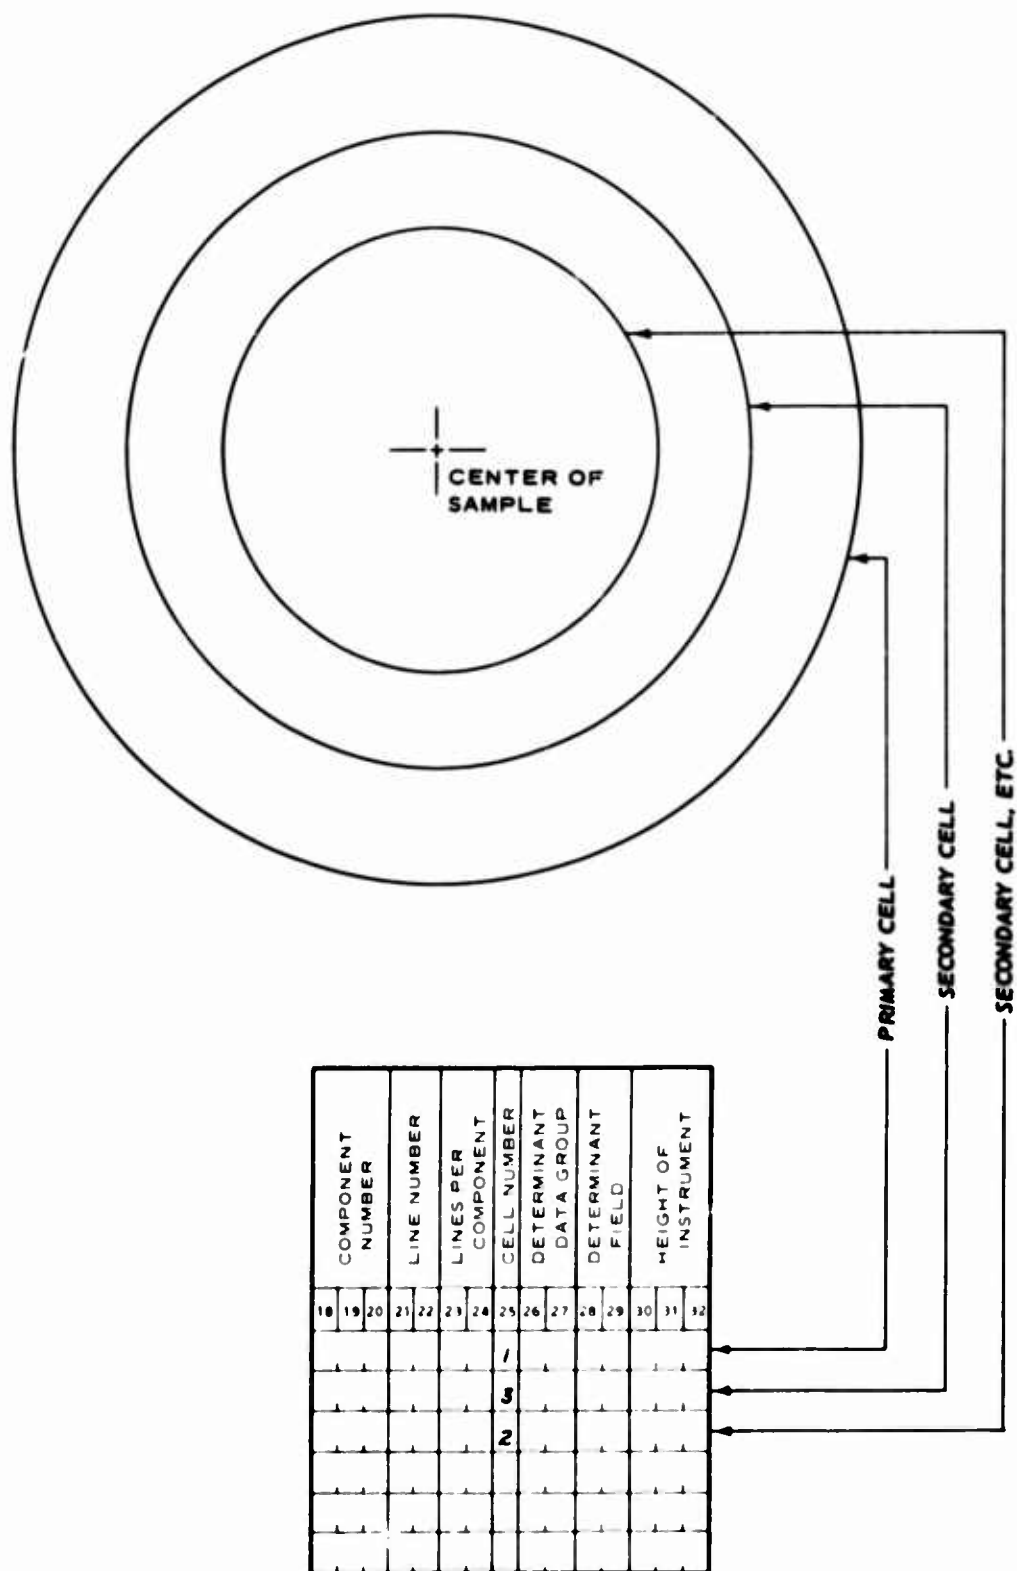 CENTER OF
SAMPLE
PRIMARY CELL
SECONDARY CELL
SECONDARY CELL, ETC.
COMPONENT
NUMBER
LINE NUMBER
LINES PER
COMPONENT
CELL NUMBER
DETERMINANT
DATA GROUP
DETERMINANT
FIELD
HEIGHT OF
INSTRUMENT
18 19 20 21 22 23 24 25 26 27 28 29 30 31 32
1
3
2